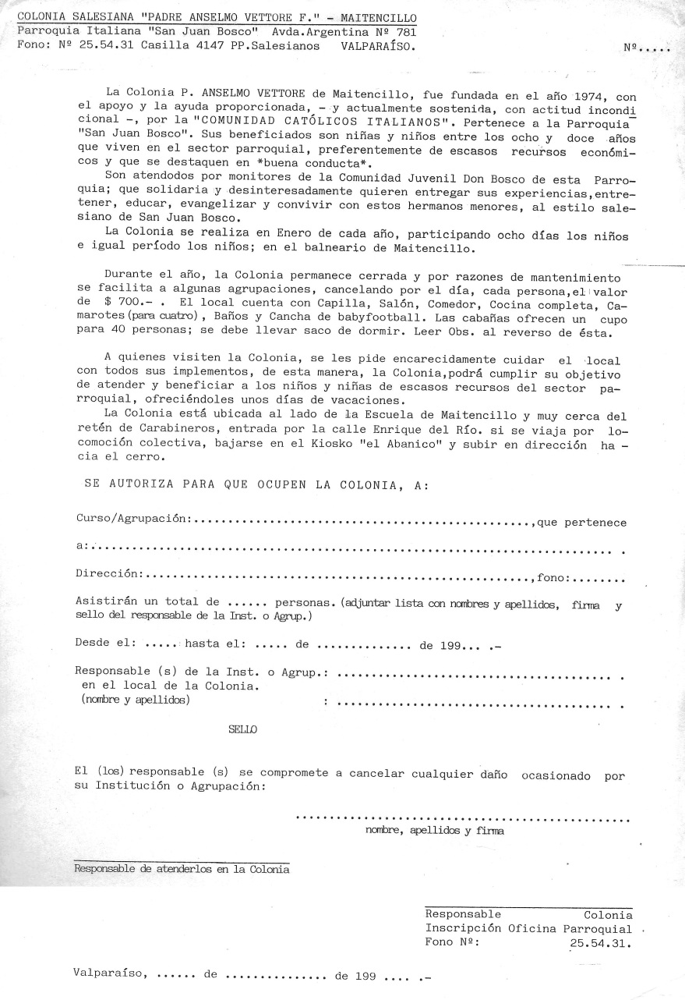 COLONIA SALESIANA "PADRE ANSELMO VETTORE F." – MAITENCILLO
Parroquia Italiana "San Juan Bosco" Avda.Argentina Nº 781
Fono: Nº 25.54.31 Casilla 4147 PP.Salesianos VALPARAÍSO.
Nº.....
La Colonia P. ANSELMO VETTORE de Maitencillo, fue fundada en el año 1974, con
el apoyo y la ayuda proporcionada, – y actualmente sostenida, con actitud incondi
cional –, por la "COMUNIDAD CATÓLICOS ITALIANOS". Pertenece a la Parroquia
"San Juan Bosco". Sus beneficiados son niñas y niños entre los ocho y doce años
que viven en el sector parroquial, preferentemente de escasos recursos económi–
cos y que se destaquen en *buena conducta*.
Son atendodos por monitores de la Comunidad Juvenil Don Bosco de esta Parro–
quia; que solidaria y desinteresadamente quieren entregar sus experiencias,entre–
tener, educar, evangelizar y convivir con estos hermanos menores, al estilo sale–
siano de San Juan Bosco.
La Colonia se realiza en Enero de cada año, participando ocho días los niños
e igual período los niños; en el balneario de Maitencillo.
Durante el año, la Colonia permanece cerrada y por razones de mantenimiento
se facilita a algunas agrupaciones, cancelando por el día, cada persona,el valor
de $ 700.– . El local cuenta con Capilla, Salón, Comedor, Cocina completa, Ca–
marotes(para cuatro), Baños y Cancha de babyfootball. Las cabañas ofrecen un cupo
para 40 personas; se debe llevar saco de dormir. Leer Obs. al reverso de ésta.
A quienes visiten la Colonia, se les pide encarecidamente cuidar el local
con todos sus implementos, de esta manera, la Colonia,podrá cumplir su objetivo
de atender y beneficiar a los niños y niñas de escasos recursos del sector pa–
rroquial, ofreciéndoles unos días de vacaciones.
La Colonia está ubicada al lado de la Escuela de Maitencillo y muy cerca del
retén de Carabineros, entrada por la calle Enrique del Río. si se viaja por lo–
comoción colectiva, bajarse en el Kiosko "el Abanico" y subir en dirección ha –
cia el cerro.
SE AUTORIZA PARA QUE OCUPEN LA COLONIA, A:
Curso/Agrupación:..................................................,que pertenece
a:............................................................................. .
Dirección:.........................................................,fono:........
Asistirán un total de ...... personas.(adjuntar lista con nombres y apellidos, firma y
sello del responsable de la Inst. o Agrup.)
Desde el: ..... hasta el: ..... de .............. de 199... .–
Responsable (s) de la Inst. o Agrup.: ......................................... .
en el local de la Colonia.
(nombre y apellidos) : ......................................... .
SELLO
El (los) responsable (s) se compromete a cancelar cualquier daño ocasionado por
su Institución o Agrupación:
..................................................
nombre, apellidos y firma
Responsable de atenderlos en la Colonia
Responsable Colonia
Inscripción Oficina Parroquial
Fono Nº: 25.54.31.
Valparaíso, ...... de ............... de 199 .... .–